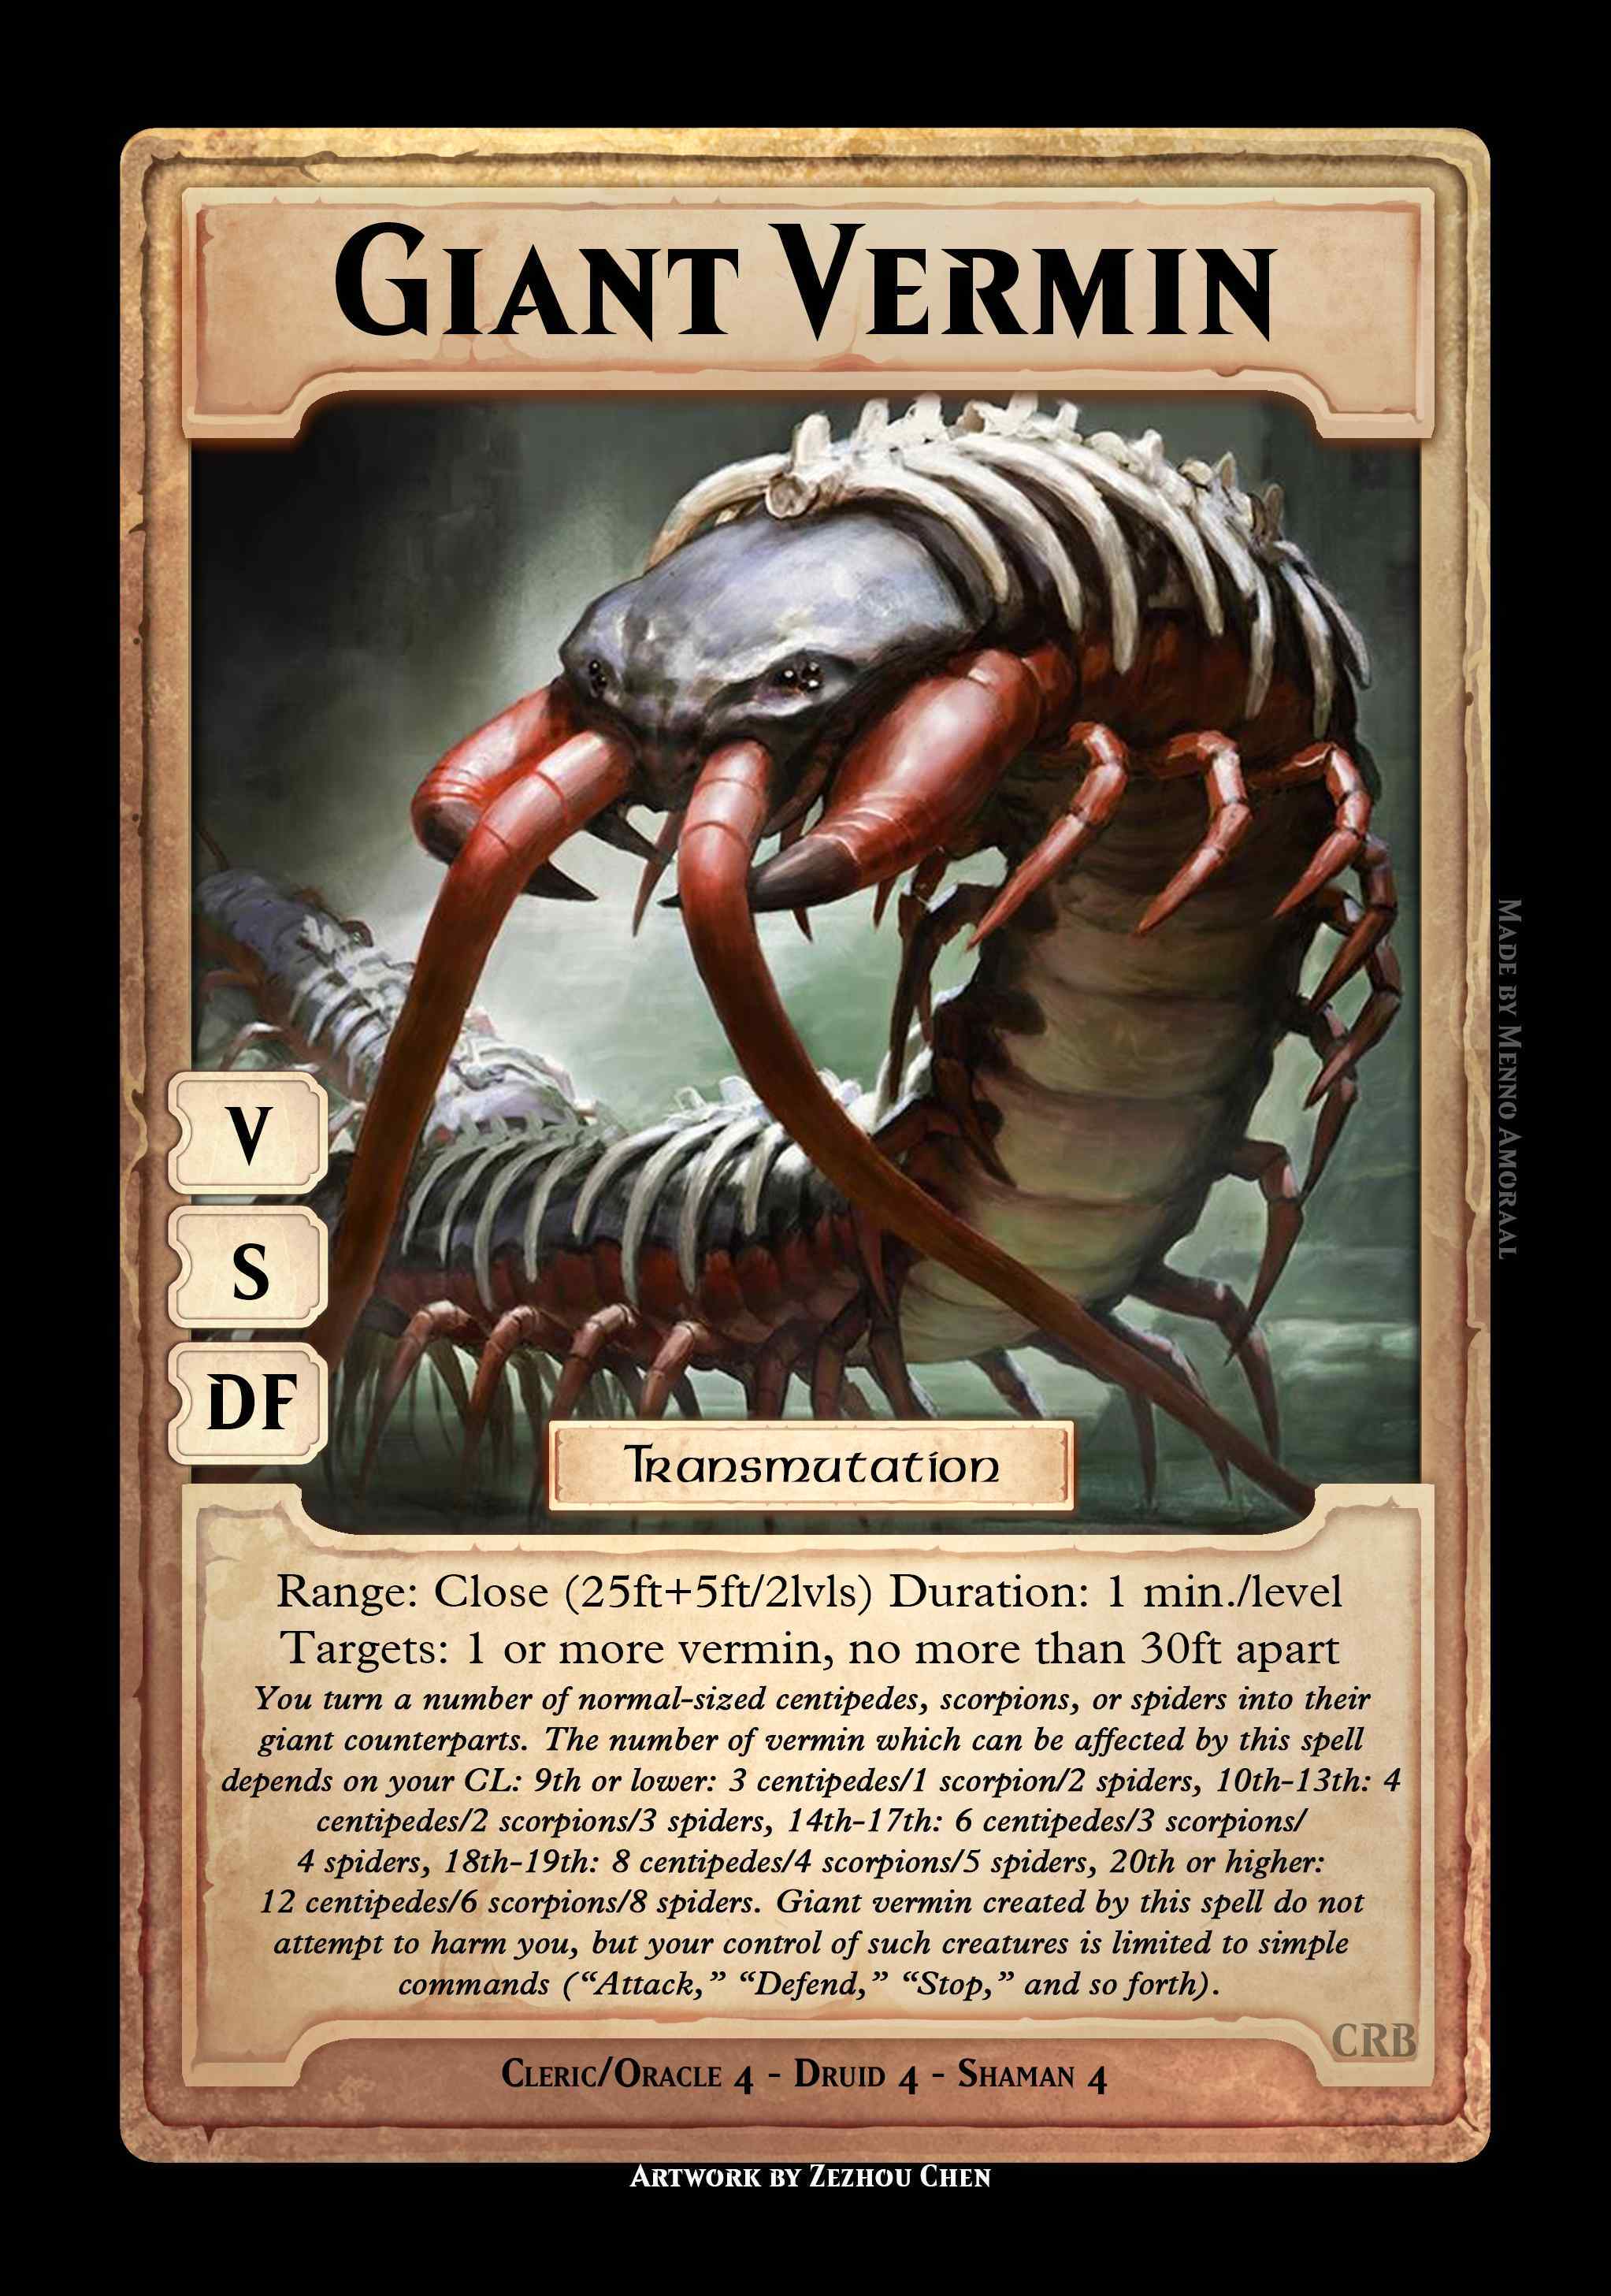 Giant Vermin
V
S
DF
Transmutation
Range: Close (25ft+5ft/2lvls) Duration: 1 min./level
Targets: 1 or more vermin, no more than 30ft apart
You turn a number of normal-sized centipedes, scorpions, or spiders into their
giant counterparts. The number of vermin which can be affected by this spell
depends on your CL: 9th or lower: 3 centipedes/1 scorpion/2 spiders, 10th-13th: 4
centipedes/2 scorpions/3 spiders, 14th-17th: 6 centipedes/3 scorpions/
4 spiders, 18th-19th: 8 centipedes/4 scorpions/5 spiders, 20th or higher:
12 centipedes/6 scorpions/8 spiders. Giant vermin created by this spell do not
attempt to harm you, but your control of such creatures is limited to simple
commands (“Attack,” “Defend,” “Stop,” and so forth).
CRB
Cleric/Oracle 4 - Druid 4 - Shaman 4
Artwork by Zezhou Chen
Made by Menno Amoraal